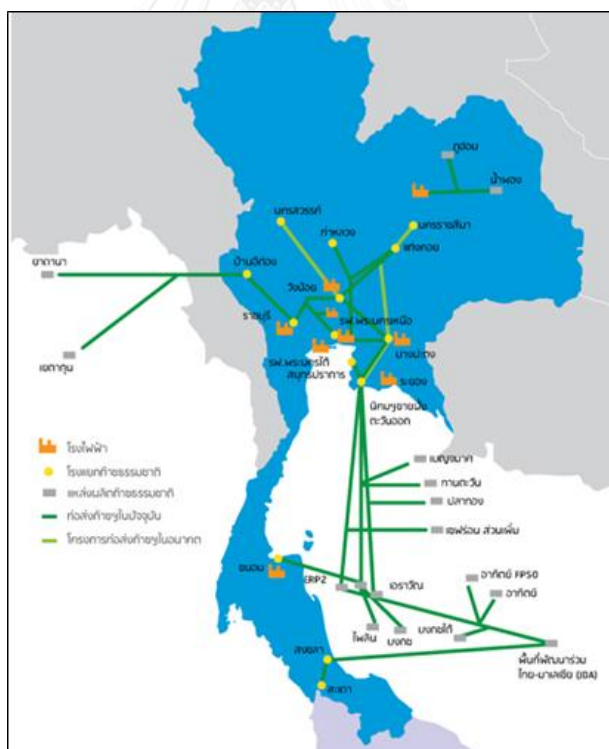 ภูฮ่อม
น้ำพอง
นครสวรรค์
ท่าหลวง
นครราชสีมา
แก่งคอย
ยาดานา
บ้านอีต่อง
วังน้อย
ราชบุรี
รฟ.พระนครเหนือ
รฟ.พระนครใต้
สมุทรปราการ
บางปะกง
ระยอง
เยตากุน
นิคมฯชายฝั่ง
ตะวันออก
โรงไฟฟ้า
โรงแยกก๊าซธรรมชาติ
แหล่งผลิตก๊าซธรรมชาติ
ท่อส่งก๊าซฯในปัจจุบัน
โครงการท่อส่งก๊าซฯในอนาคต
เบญจมาศ
ทานตะวัน
ปลาทอง
เชฟร่อน ส่วนเพิ่ม
ขนอม
ERP2
เอราวัณ
อาทิตย์ FPSO
อาทิตย์
ไพลิน
บงกช
บงกชใต้
พื้นที่พัฒนาร่วม
ไทย-มาเลเซีย (JDA)
สงขลา
สะเดา